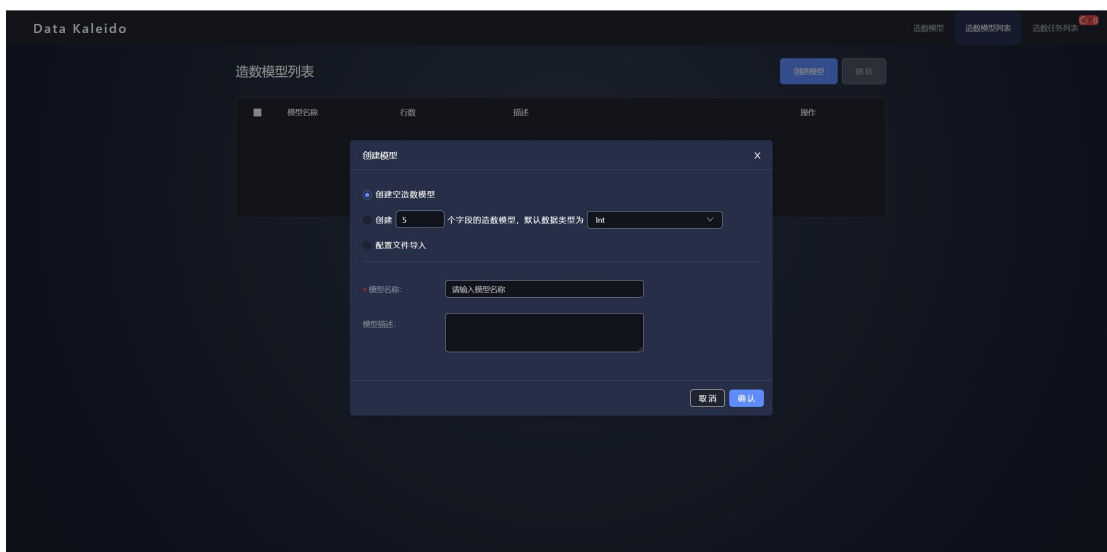 Data Kaleido 造数模型 造数模型列表 造数任务列表 0
造数模型列表 创建模型 删除
模型名称 行数 描述 操作
创建模型 X
创建空造数模型
创建 5 个字段的造数模型，默认数据类型为 Int
配置文件导入
*模型名称: 请输入模型名称
模型描述:
取消 确认